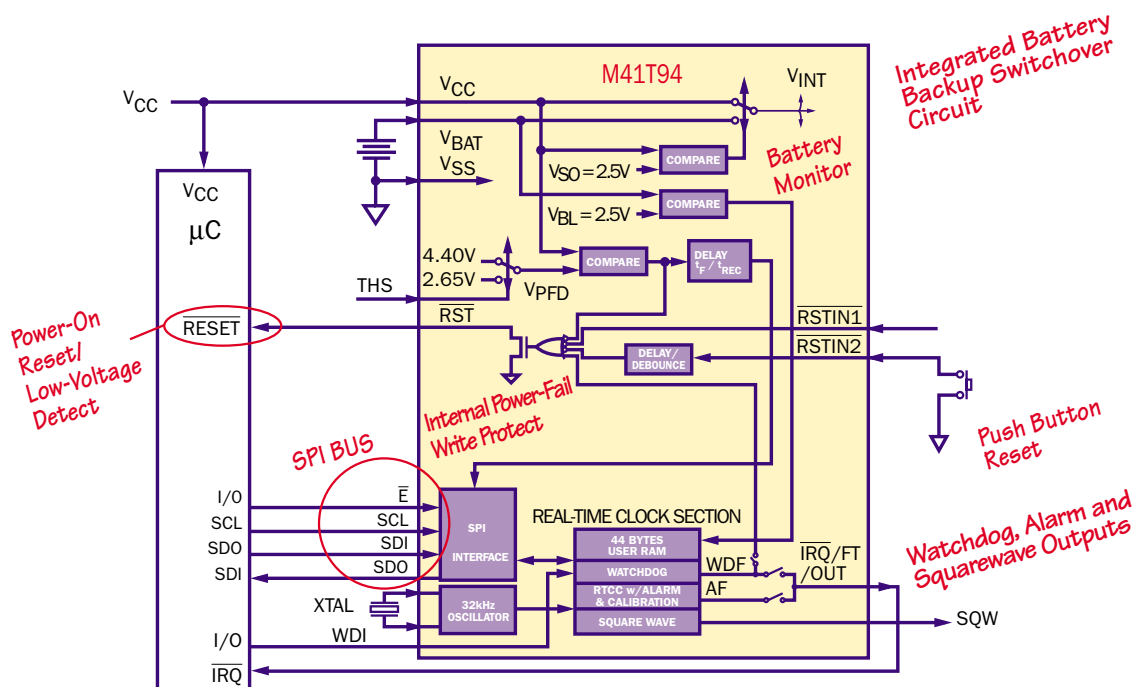 Integrated Battery
Backup Switchover
Circuit
M41T94
VCC
VCC
VINT
VBAT
VSS
COMPARE
VSO = 2.5V
Battery
Monitor
COMPARE
VBL = 2.5V
VCC
μC
4.40V
2.65V
COMPARE
DELAY
tF / tREC
THS
VPFD
RST
RSTIN1
RSTIN2
RESET
Power-On
Reset/
Low-Voltage
Detect
DELAY/
DEBOUNCE
Internal Power-Fail
Write Protect
Push Button
Reset
SPI BUS
I/O
E
SCL
SCL
SDO
SDI
SDI
SDO
SPI
INTERFACE
REAL-TIME CLOCK SECTION
44 BYTES
USER RAM
WATCHDOG
RTCC w/ALARM
& CALIBRATION
SQUARE WAVE
WDF
AF
IRQ/FT
/OUT
Watchdog, Alarm and
Squarewave Outputs
XTAL
32kHz
OSCILLATOR
I/O
WDI
SQW
IRQ